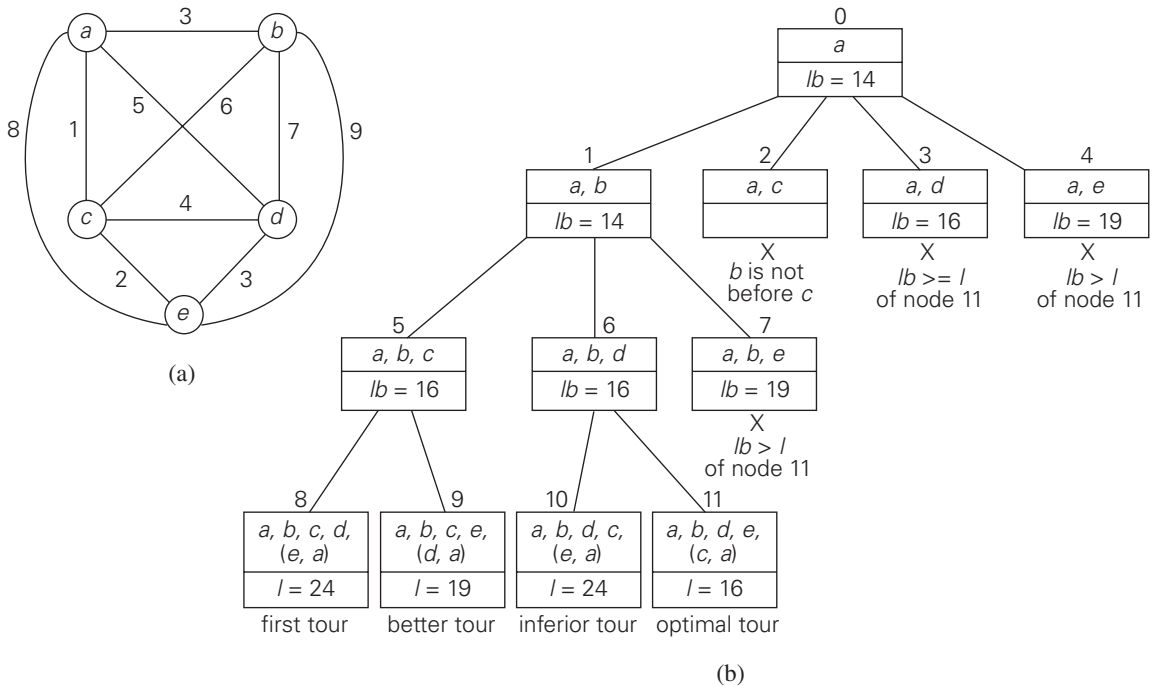 3
a
b
8
5
6
1
7
9
4
c
d
2
3
e
(a)
0
a
lb = 14
1
a, b
lb = 14
2
a, c
X
b is not
before c
3
a, d
lb = 16
X
lb >= l
of node 11
4
a, e
lb = 19
X
lb > l
of node 11
5
a, b, c
lb = 16
6
a, b, d
lb = 16
7
a, b, e
lb = 19
X
lb > l
of node 11
8
a, b, c, d,
(e, a)
l = 24
first tour
9
a, b, c, e,
(d, a)
l = 19
better tour
10
a, b, d, c,
(e, a)
l = 24
inferior tour
11
a, b, d, e,
(c, a)
l = 16
optimal tour
(b)